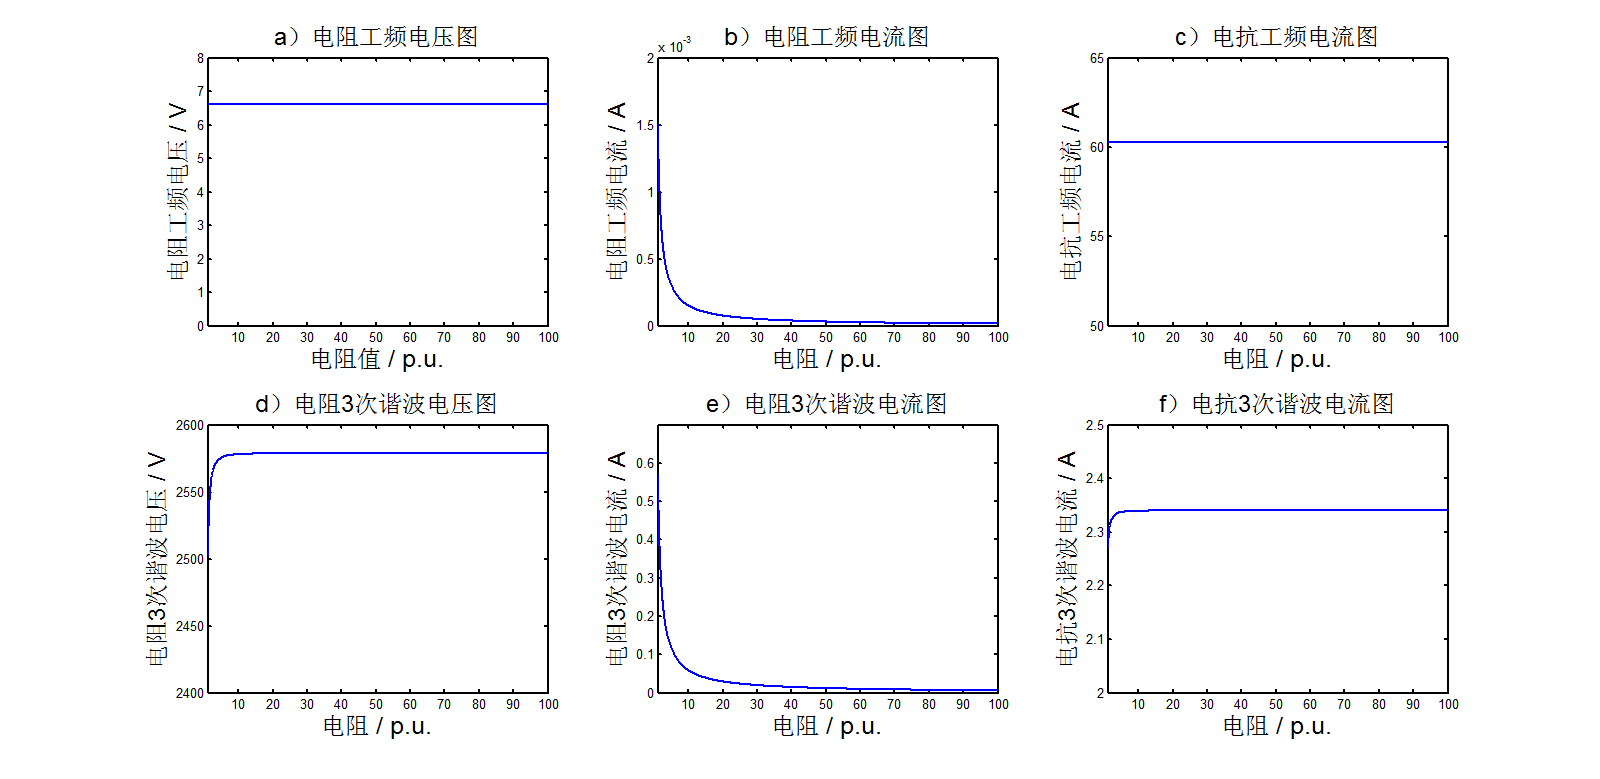 a）电阻工频电压图
电阻工频电压 / V
8
7
6
5
4
3
2
1
0
10 20 30 40 50 60 70 80 90 100
电阻值 / p.u.
b）电阻工频电流图
x 10⁻³
电阻工频电流 / A
2
1.5
1
0.5
0
10 20 30 40 50 60 70 80 90 100
电阻 / p.u.
c）电抗工频电流图
电抗工频电流 / A
65
60
55
50
10 20 30 40 50 60 70 80 90 100
电阻 / p.u.
d）电阻3次谐波电压图
电阻3次谐波电压 / V
2600
2550
2500
2450
2400
10 20 30 40 50 60 70 80 90 100
电阻 / p.u.
e）电阻3次谐波电流图
电阻3次谐波电流 / A
0.6
0.5
0.4
0.3
0.2
0.1
0
10 20 30 40 50 60 70 80 90 100
电阻 / p.u.
f）电抗3次谐波电流图
电抗3次谐波电流 / A
2.5
2.4
2.3
2.2
2.1
2
10 20 30 40 50 60 70 80 90 100
电阻 / p.u.